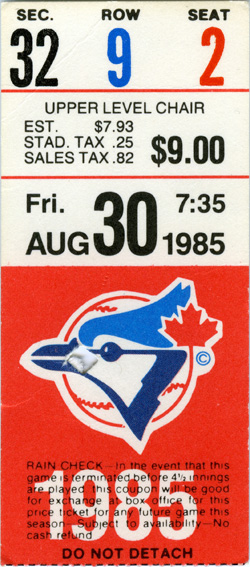 SEC. ROW SEAT
32 9 2
UPPER LEVEL CHAIR
EST. $7.93
STAD. TAX .25
SALES TAX .82 $9.00
Fri. 30 7:35
AUG 1985
©
1985
RAIN CHECK – In the event that this
game is terminated before 4½ innings
are played this coupon will be good
for exchange at box office for this
price ticket for any future game this
season. Subject to availability – No
cash refund.
DO NOT DETACH